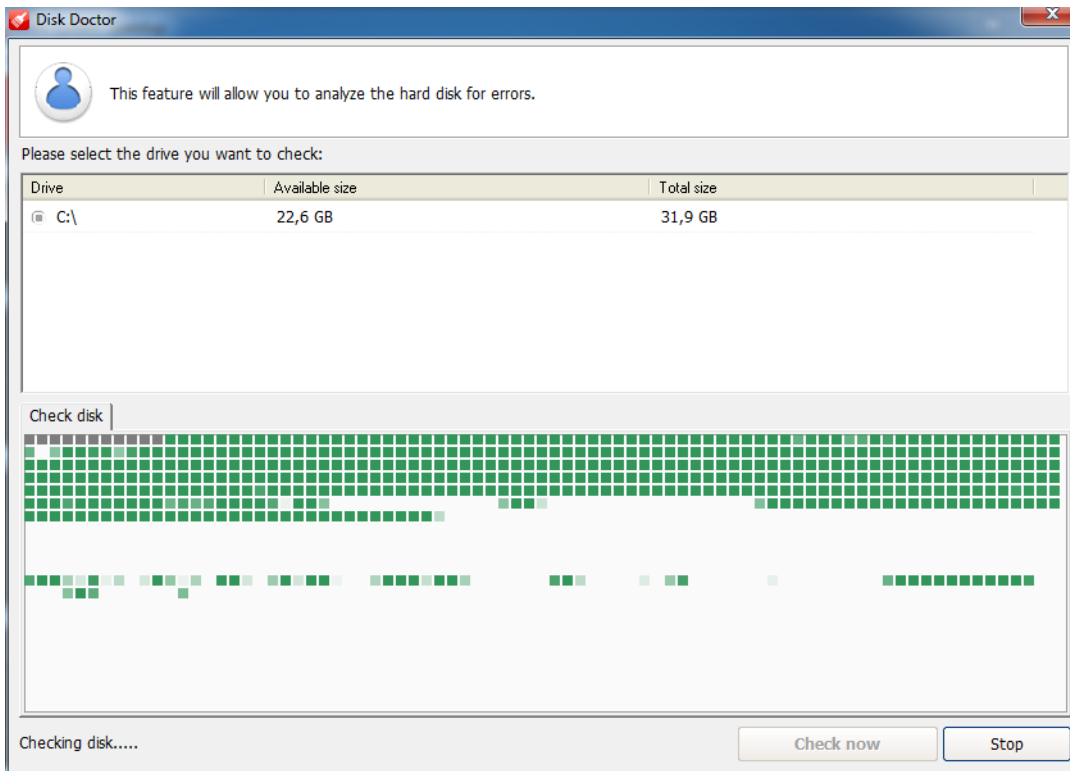 Disk Doctor
This feature will allow you to analyze the hard disk for errors.
Please select the drive you want to check:
Drive Available size Total size
C:\ 22,6 GB 31,9 GB
Check disk
Checking disk..... Check now Stop